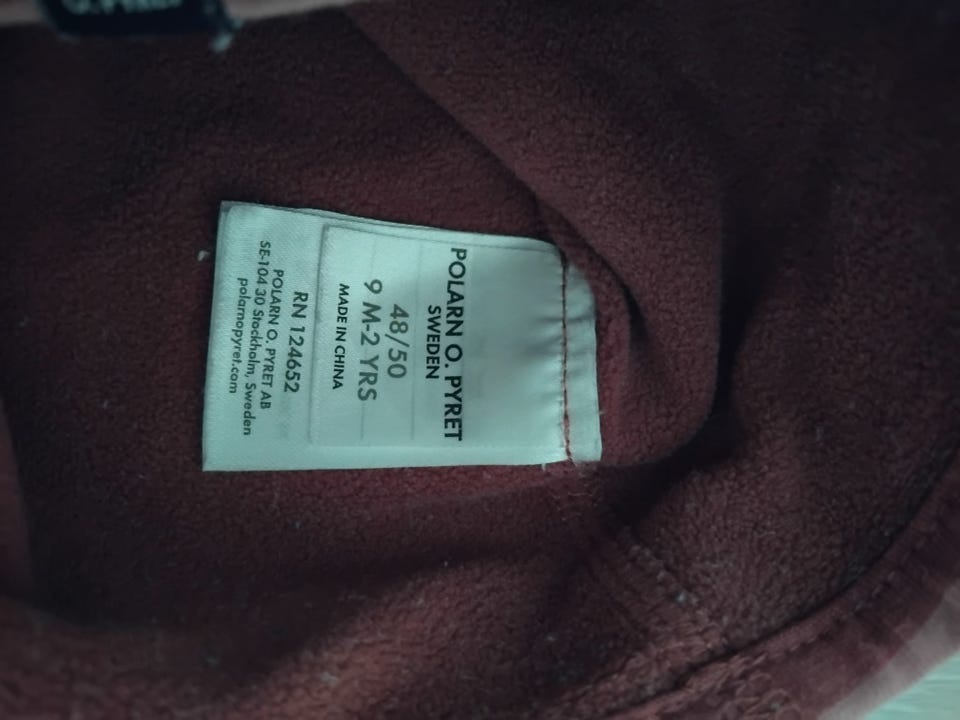 POLARN O. PYRET
SWEDEN
48/50
9 M-2 YRS
MADE IN CHINA
RN 124652
POLARN O. PYRET AB
SE-104 30 Stockholm, Sweden
polarnopyret.com